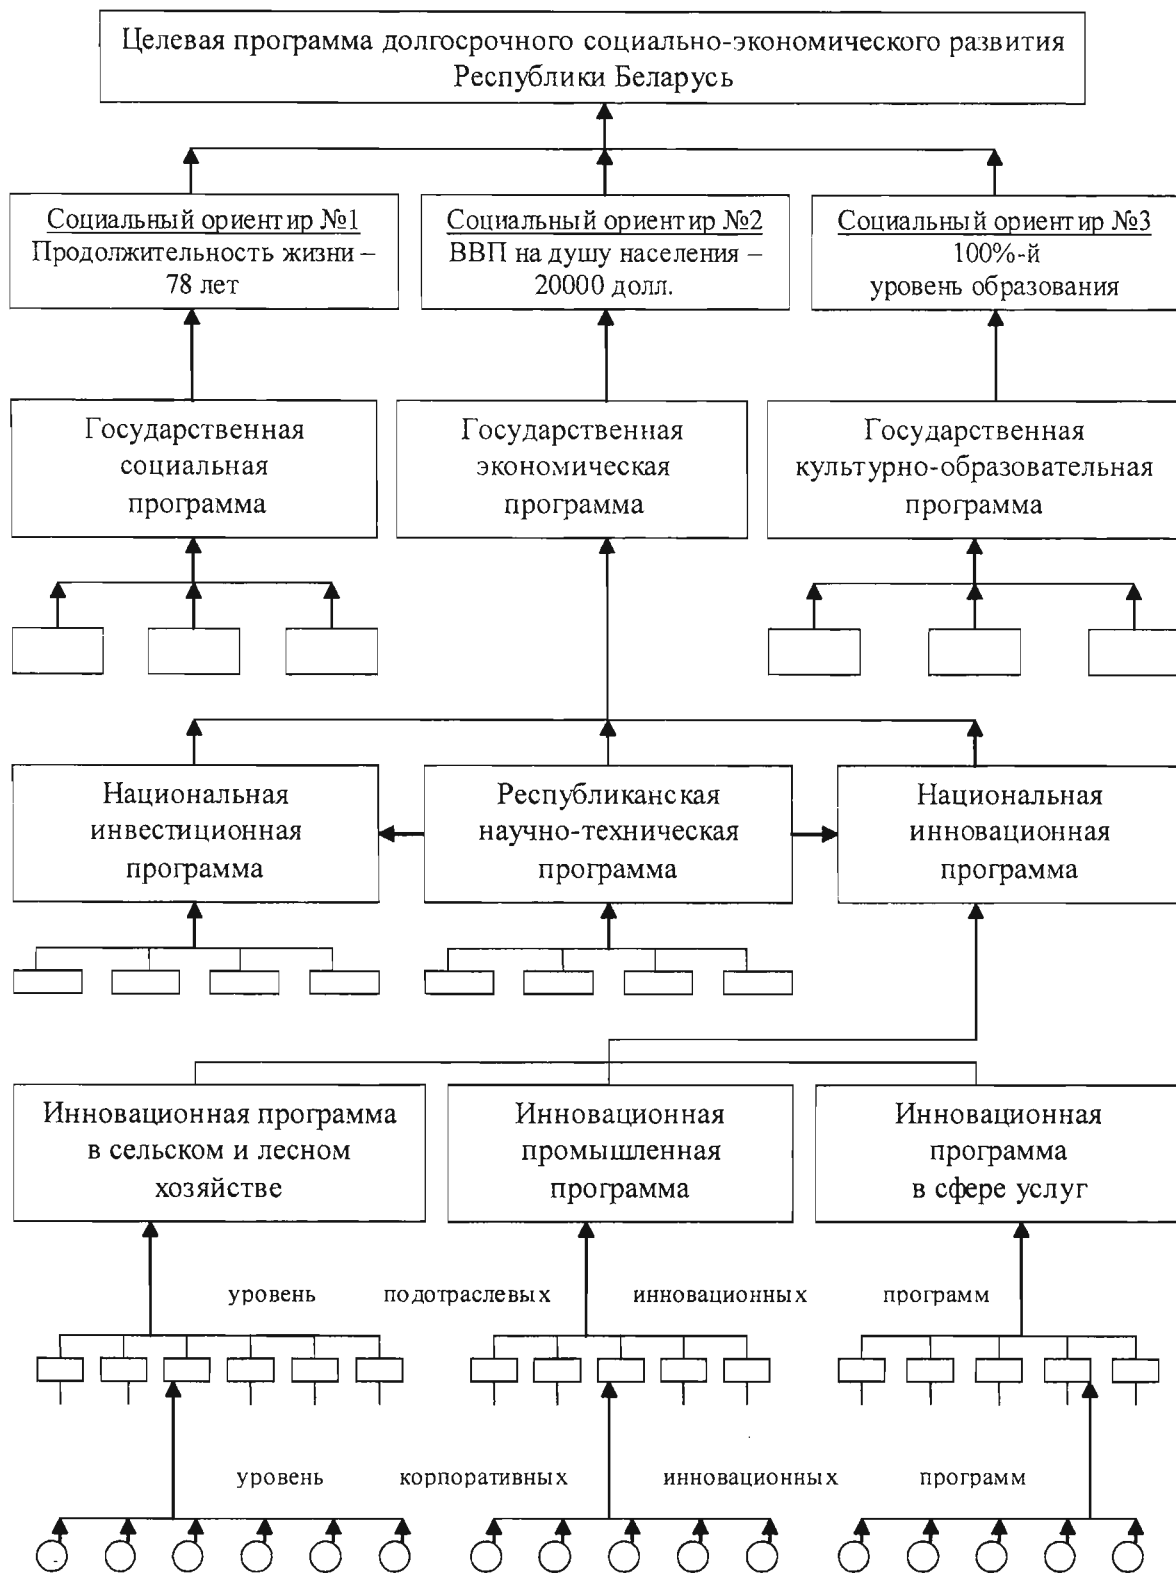 Целевая программа долгосрочного социально-экономического развития
Республики Беларусь
Социальный ориентир №1
Продолжительность жизни –
78 лет
Социальный ориентир №2
ВВП на душу населения –
20000 долл.
Социальный ориентир №3
100%-й
уровень образования
Государственная
социальная
программа
Государственная
экономическая
программа
Государственная
культурно-образовательная
программа
Национальная
инвестиционная
программа
Республиканская
научно-техническая
программа
Национальная
инновационная
программа
Инновационная программа
в сельском и лесном
хозяйстве
Инновационная
промышленная
программа
Инновационная
программа
в сфере услуг
уровень подотраслевых инновационных программ
уровень корпоративных инновационных программ